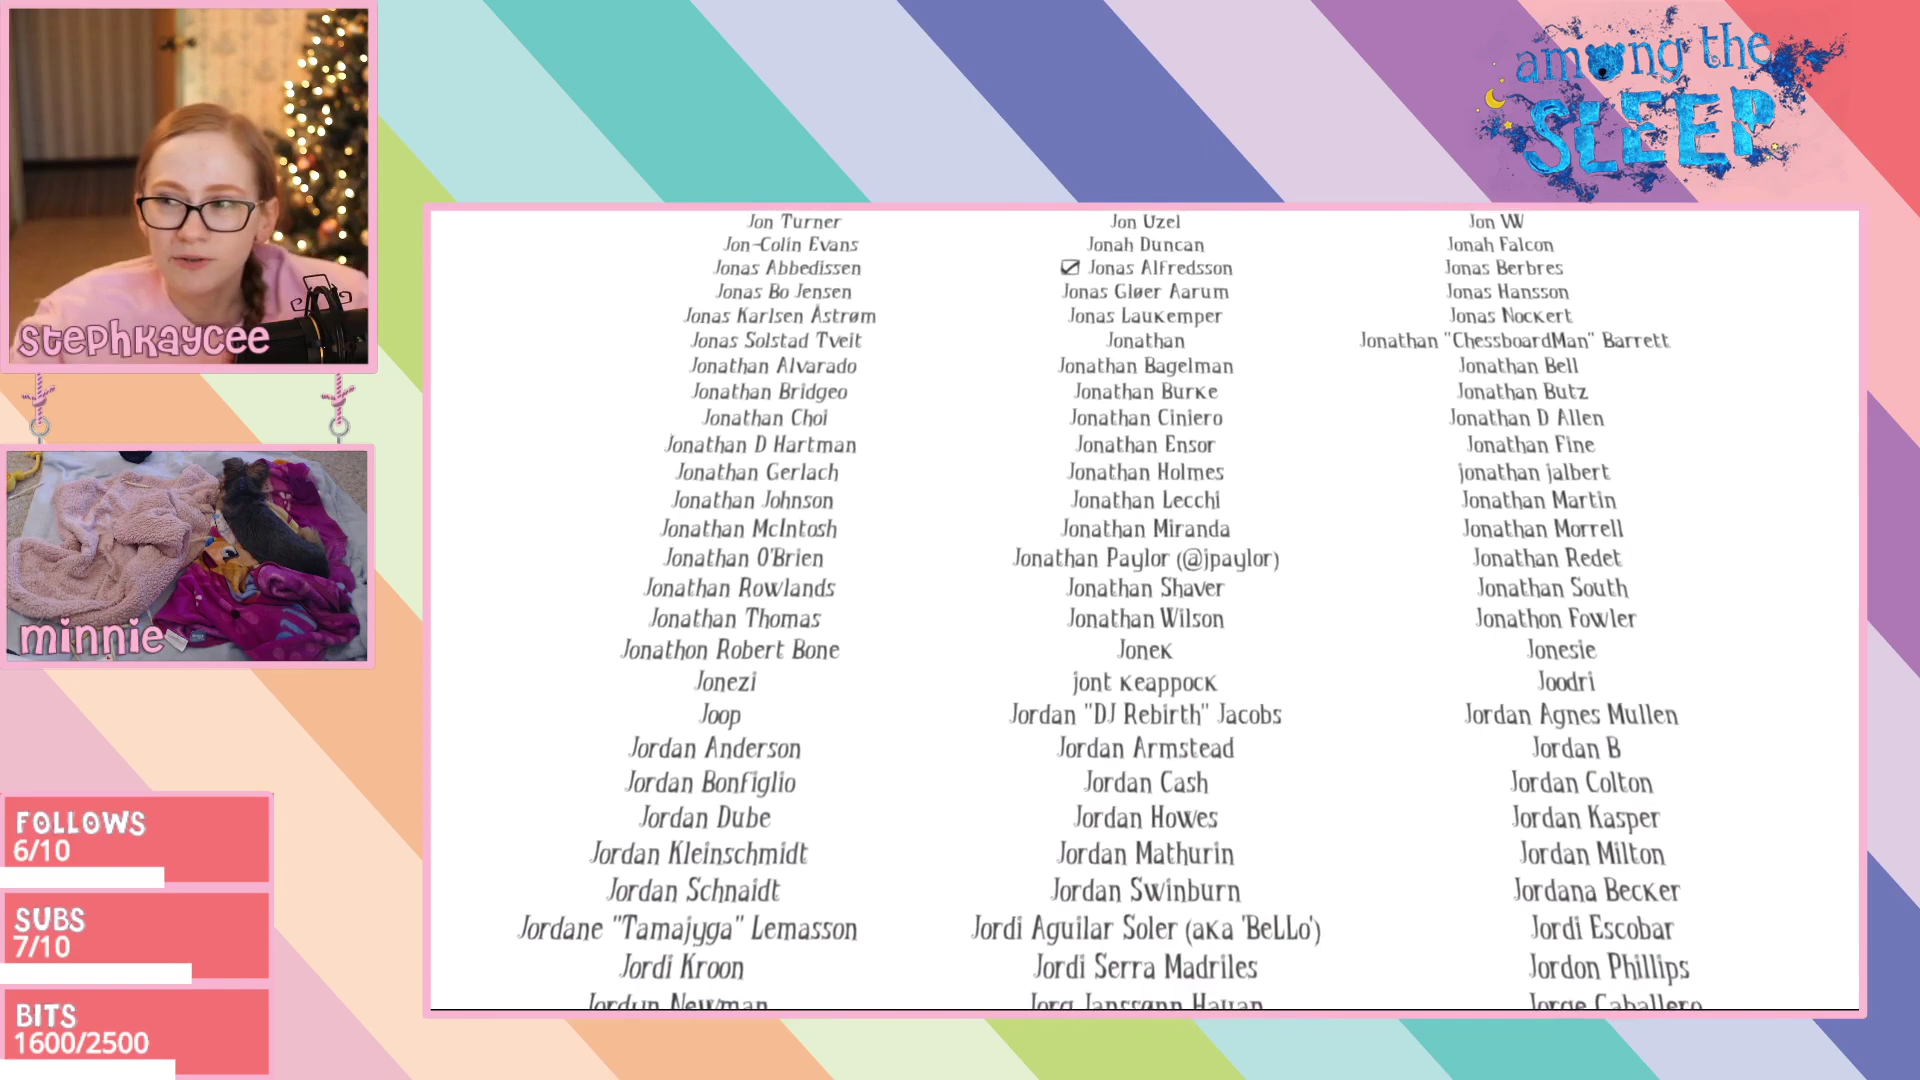 among the
SLEEP
stephkaycee
minnie
FOLLOWS
6/10
SUBS
7/10
BITS
1600/2500
Jon Turner Jon Uzel Jon VW
Jon-Colin Evans Jonah Duncan Jonah Falcon
Jonas Abbedissen Jonas Alfredsson Jonas Berbres
Jonas Bo Jensen Jonas Gløer Aarum Jonas Hansson
Jonas Karlsen Åstrøm Jonas Laukemper Jonas Nockert
Jonas Solstad Tveit Jonathan Jonathan "ChessboardMan" Barrett
Jonathan Alvarado Jonathan Bagelman Jonathan Bell
Jonathan Bridgeo Jonathan Burke Jonathan Butz
Jonathan Choi Jonathan Ciniero Jonathan D Allen
Jonathan D Hartman Jonathan Ensor Jonathan Fine
Jonathan Gerlach Jonathan Holmes jonathan jalbert
Jonathan Johnson Jonathan Lecchi Jonathan Martin
Jonathan McIntosh Jonathan Miranda Jonathan Morrell
Jonathan O'Brien Jonathan Paylor (@jpaylor) Jonathan Redet
Jonathan Rowlands Jonathan Shaver Jonathan South
Jonathan Thomas Jonathan Wilson Jonathon Fowler
Jonathon Robert Bone Jonek Jonesie
Jonezi jont keappock Joodri
Joop Jordan "DJ Rebirth" Jacobs Jordan Agnes Mullen
Jordan Anderson Jordan Armstead Jordan B
Jordan Bonfiglio Jordan Cash Jordan Colton
Jordan Dube Jordan Howes Jordan Kasper
Jordan Kleinschmidt Jordan Mathurin Jordan Milton
Jordan Schnaidt Jordan Swinburn Jordana Becker
Jordane "Tamajyga" Lemasson Jordi Aguilar Soler (aka 'BeLLo') Jordi Escobar
Jordi Kroon Jordi Serra Madriles Jordon Phillips
Newman Jorge Caballero